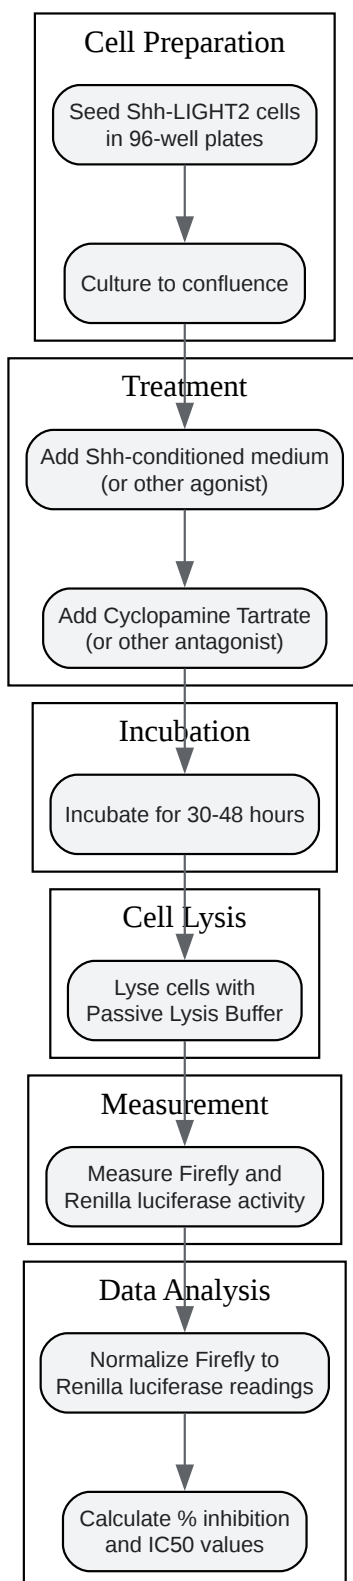 Cell Preparation
Seed Shh-LIGHT2 cells
in 96-well plates
Culture to confluence
Treatment
Add Shh-conditioned medium
(or other agonist)
Add Cyclopamine Tartrate
(or other antagonist)
Incubation
Incubate for 30-48 hours
Cell Lysis
Lyse cells with
Passive Lysis Buffer
Measurement
Measure Firefly and
Renilla luciferase activity
Data Analysis
Normalize Firefly to
Renilla luciferase readings
Calculate % inhibition
and IC50 values